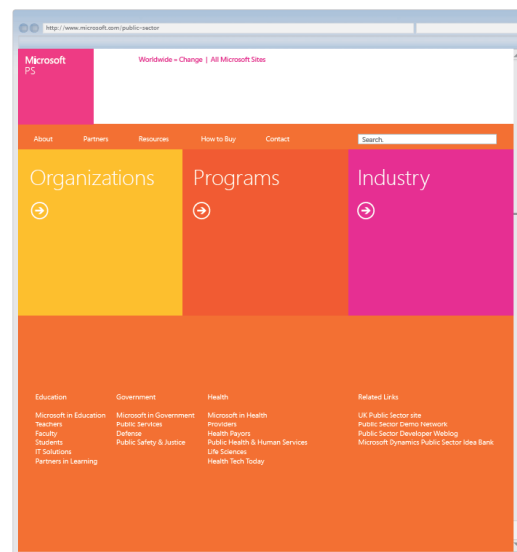 http://www.microsoft.com/public-sector
Microsoft
PS
Worldwide – Change | All Microsoft Sites
About Partners Resources How to Buy Contact
Search.
Organizations Programs Industry
Education
Microsoft in Education
Teachers
Faculty
Students
IT Solutions
Partners in Learning
Government
Microsoft in Government
Public Services
Defense
Public Safety & Justice
Health
Microsoft in Health
Providers
Health Payors
Public Health & Human Services
Life Sciences
Health Tech Today
Related Links
UK Public Sector site
Public Sector Demo Network
Public Sector Developer Weblog
Microsoft Dynamics Public Sector Idea Bank